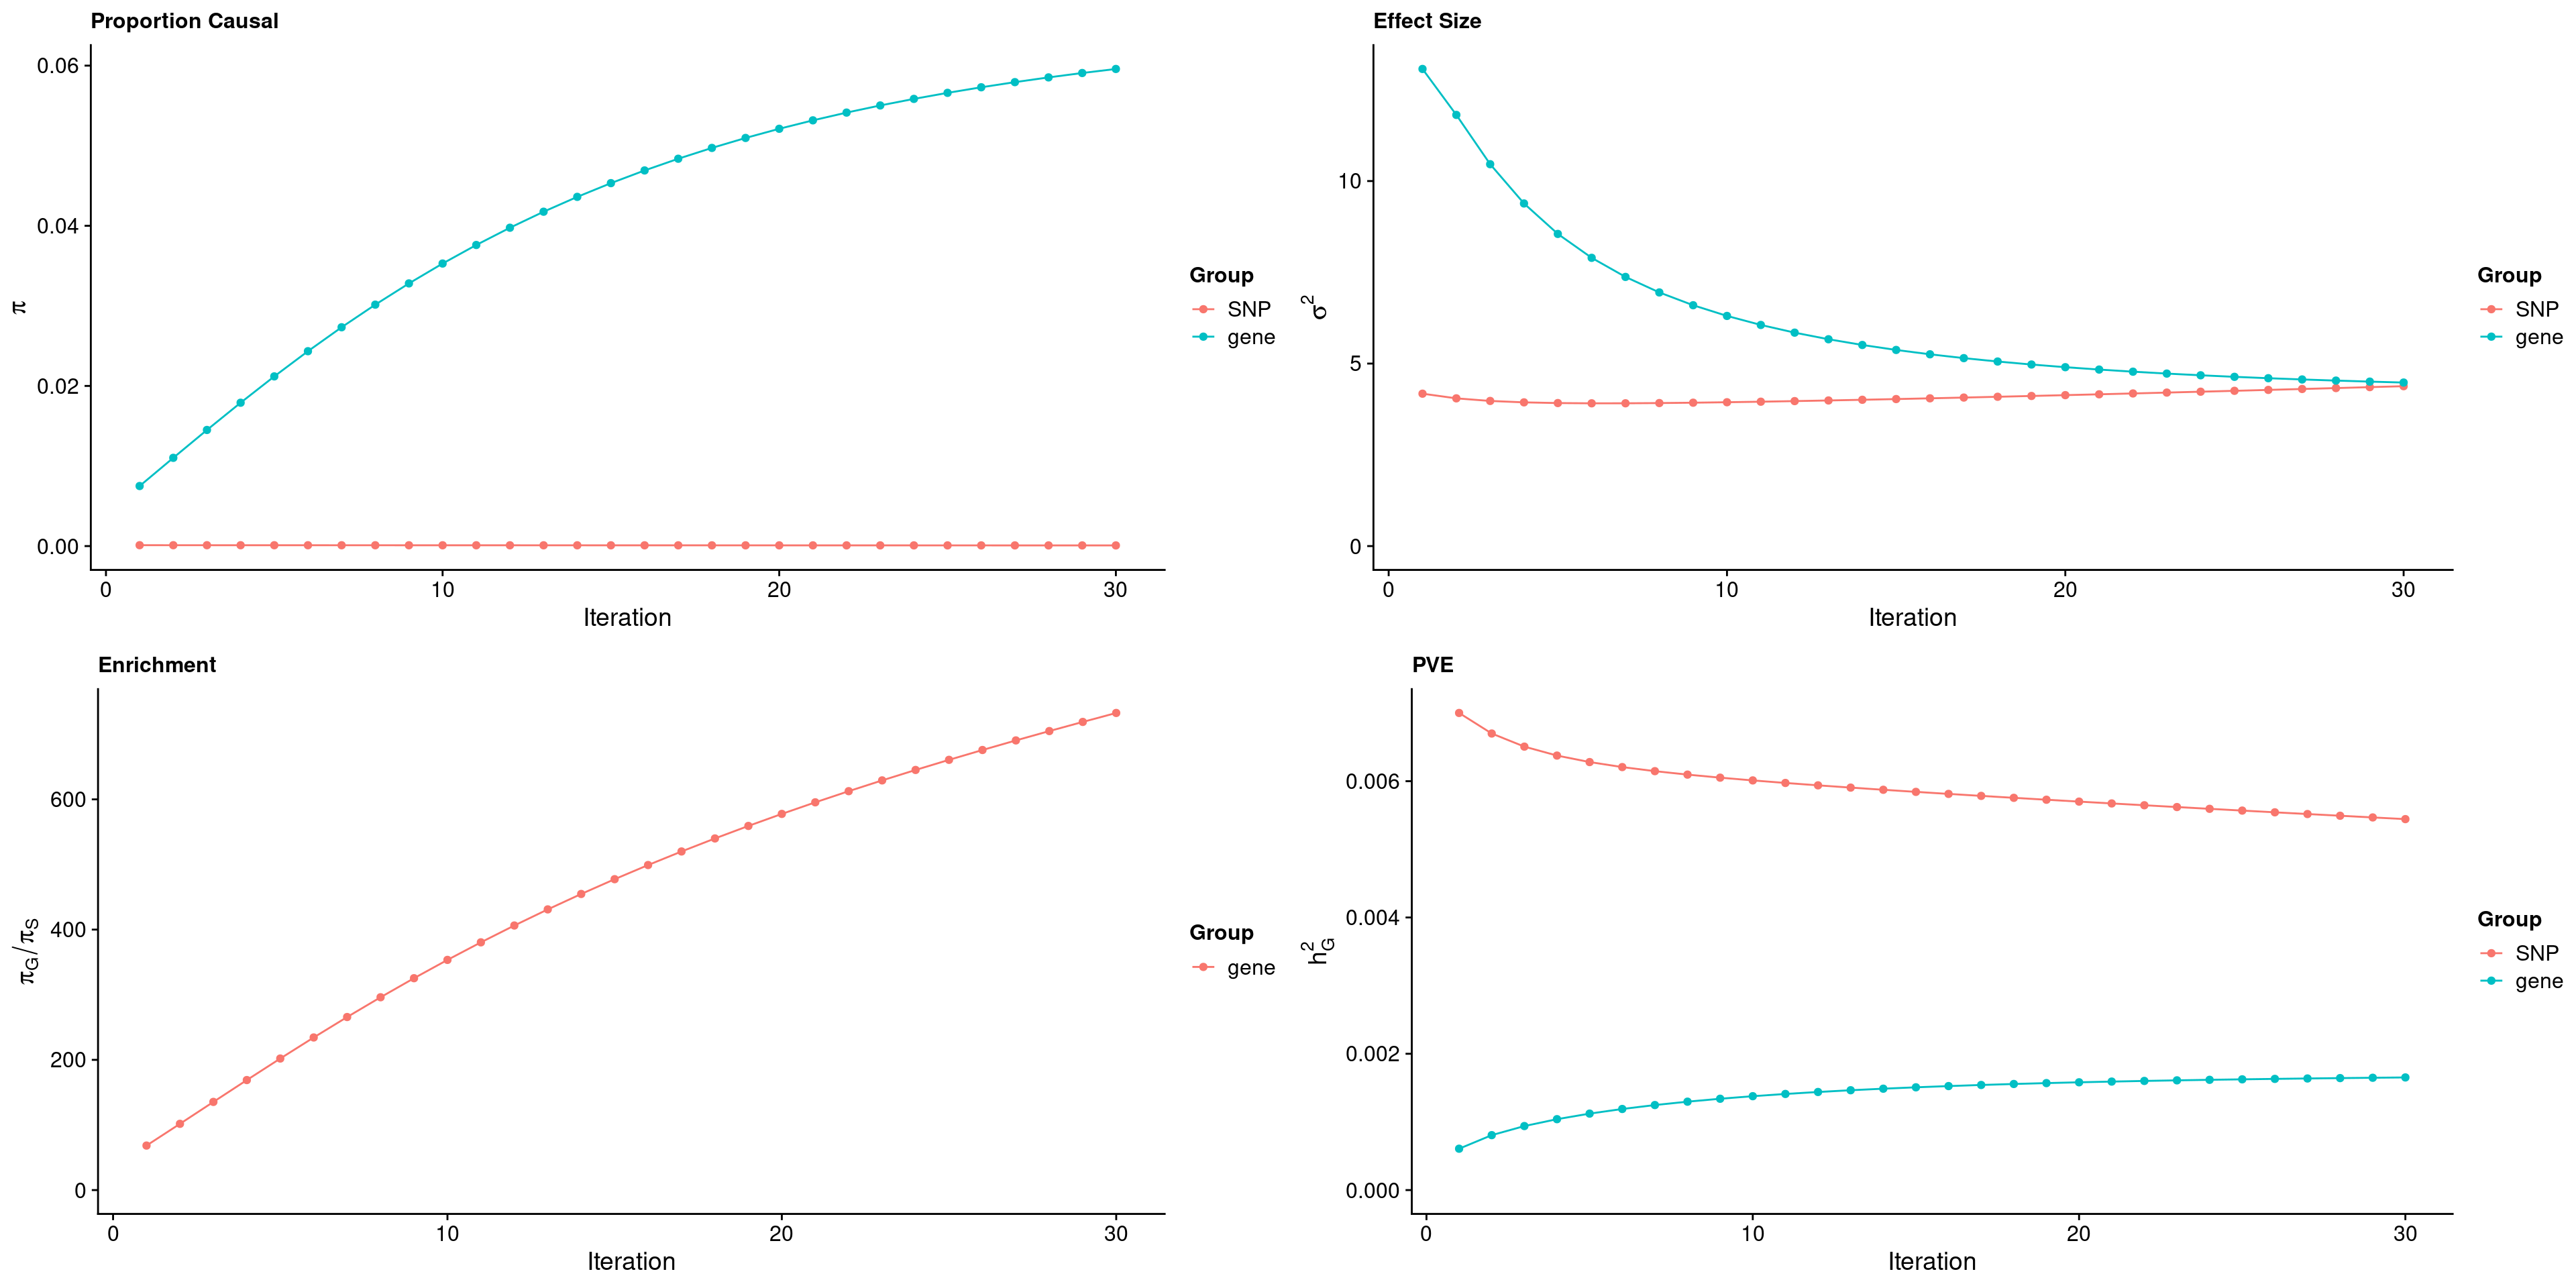 Proportion Causal
0.06
0.04
0.02
0.00
π
0
10
20
30
Iteration
Group
SNP
gene
Effect Size
10
5
0
σ²
0
10
20
30
Iteration
Group
SNP
gene
Enrichment
600
400
200
0
π_G/π_S
0
10
20
30
Iteration
Group
gene
PVE
0.006
0.004
0.002
0.000
h²_G
0
10
20
30
Iteration
Group
SNP
gene